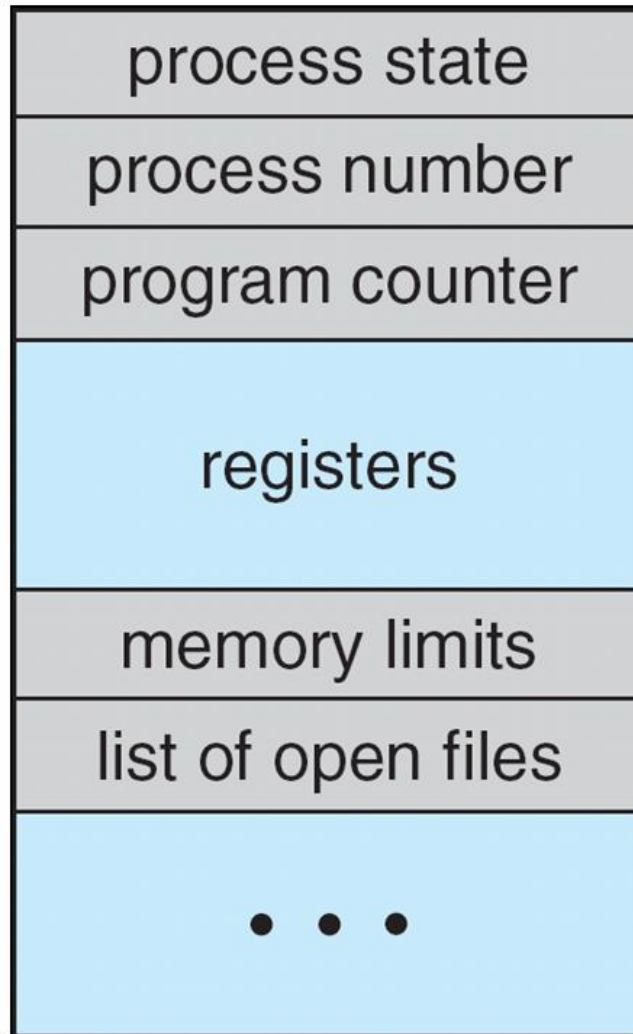 process state
process number
program counter
registers
memory limits
list of open files
• • •